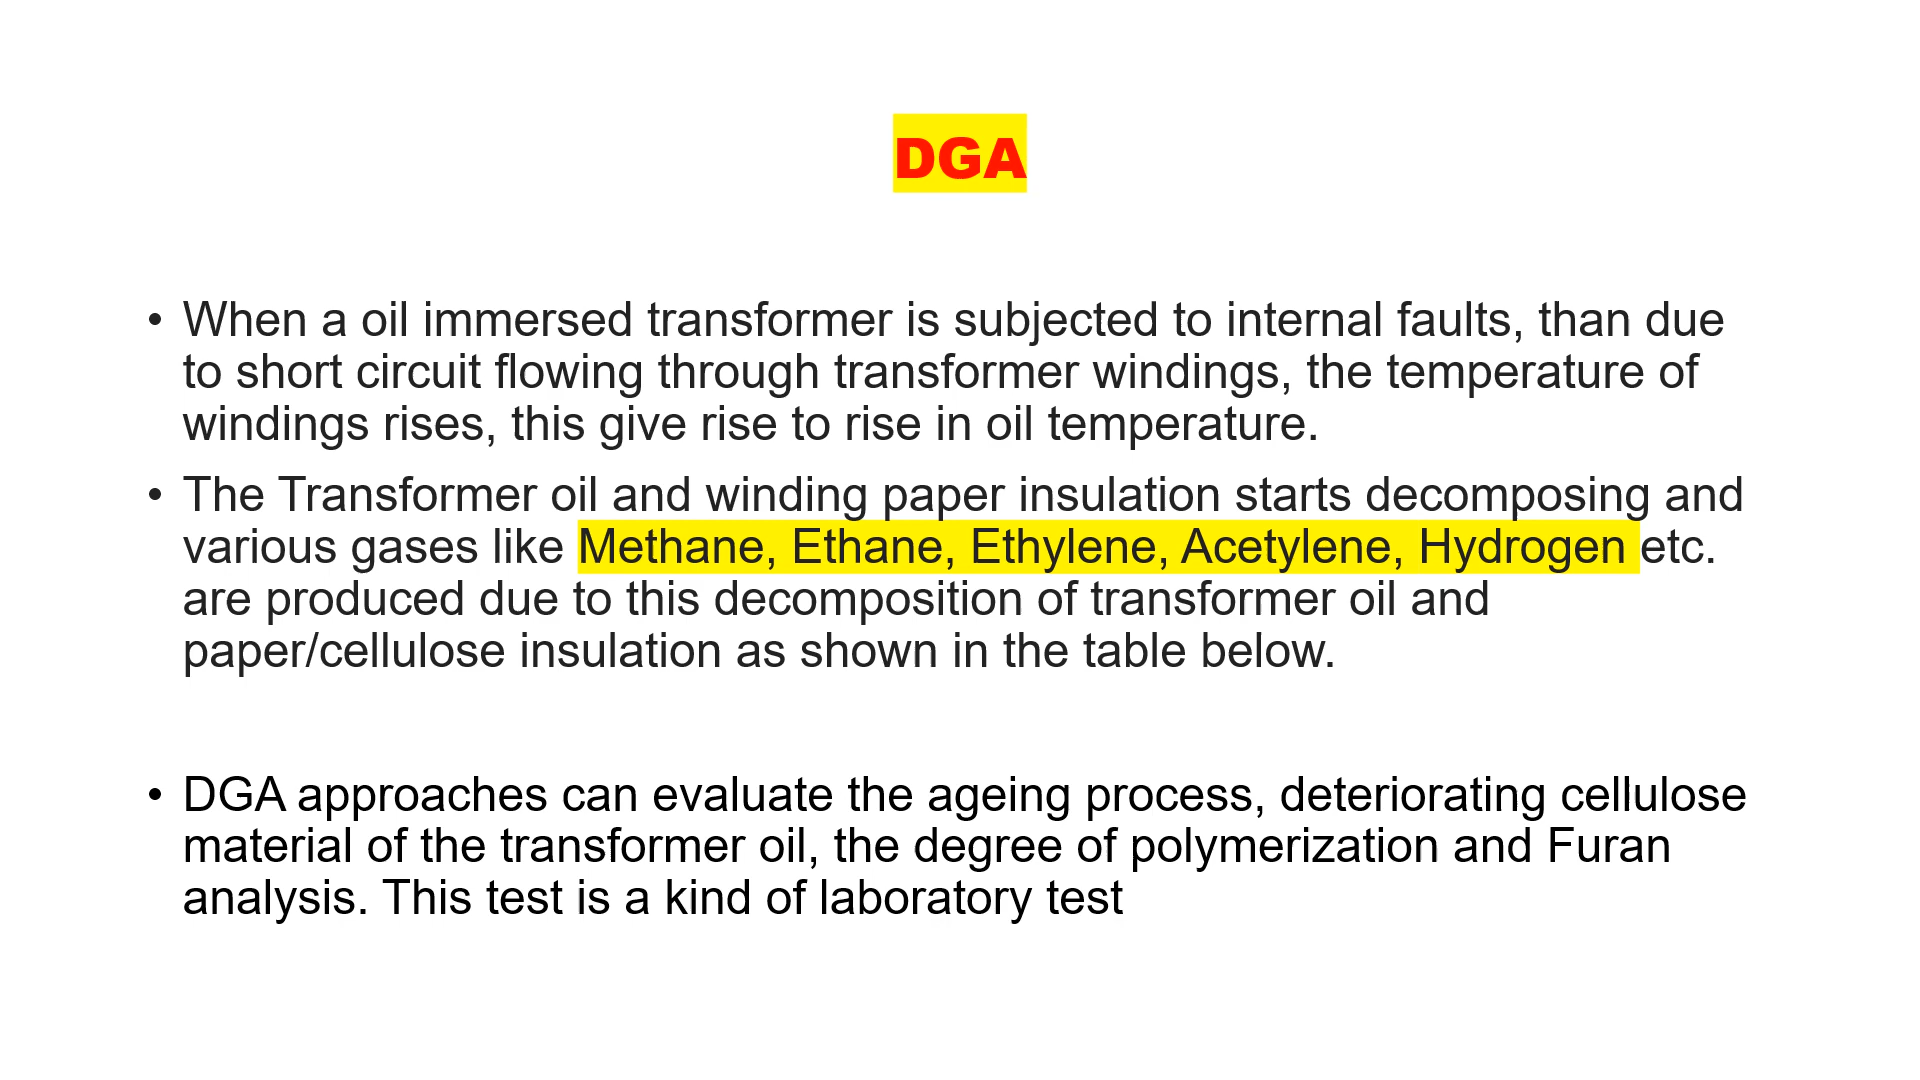 DGA
• When a oil immersed transformer is subjected to internal faults, than due
to short circuit flowing through transformer windings, the temperature of
windings rises, this give rise to rise in oil temperature.
• The Transformer oil and winding paper insulation starts decomposing and
various gases like Methane, Ethane, Ethylene, Acetylene, Hydrogen etc.
are produced due to this decomposition of transformer oil and
paper/cellulose insulation as shown in the table below.
• DGA approaches can evaluate the ageing process, deteriorating cellulose
material of the transformer oil, the degree of polymerization and Furan
analysis. This test is a kind of laboratory test